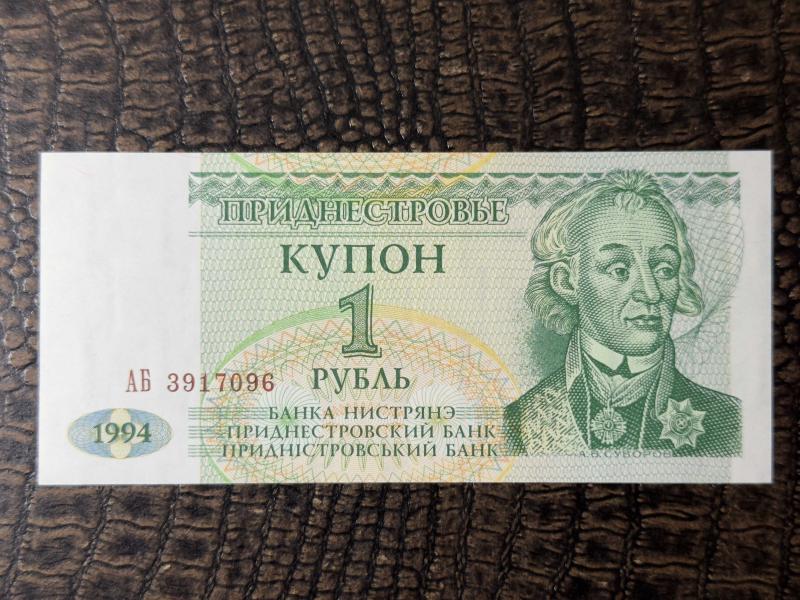 ПРИДНЕСТРОВЬЕ
КУПОН
1
РУБЛЬ
АБ 3917096
1994
БАНКА НИСТРЯНЭ
ПРИДНЕСТРОВСКИЙ БАНК
ПРИДНІСТРОВСЬКИЙ БАНК
А.В.СУВОРОВ